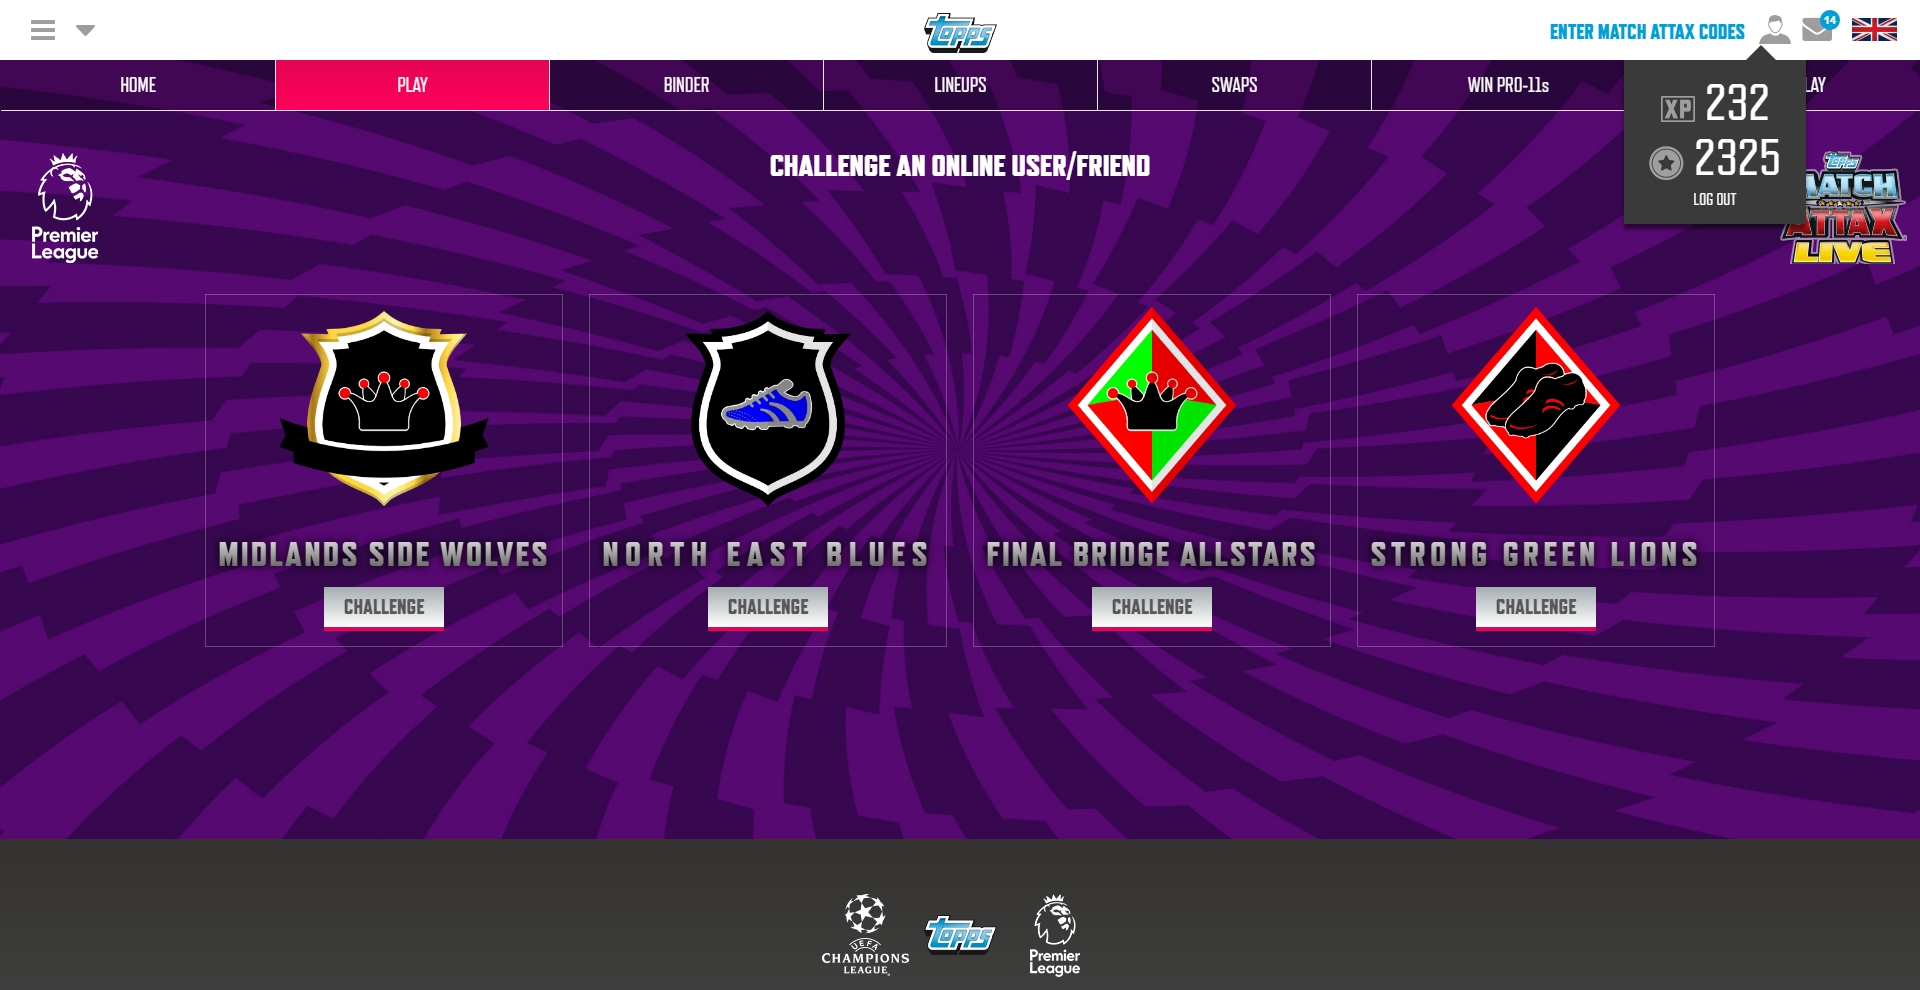 Topps
ENTER MATCH ATTAX CODES
14
HOME
PLAY
BINDER
LINEUPS
SWAPS
WIN PRO-11s
LAY
XP 232
2325
LOG OUT
CHALLENGE AN ONLINE USER/FRIEND
Premier
League
Topps
MATCH
ATTAX
LIVE
MIDLANDS SIDE WOLVES
NORTH EAST BLUES
FINAL BRIDGE ALLSTARS
STRONG GREEN LIONS
CHALLENGE
CHALLENGE
CHALLENGE
CHALLENGE
UEFA
CHAMPIONS
LEAGUE
Topps
Premier
League